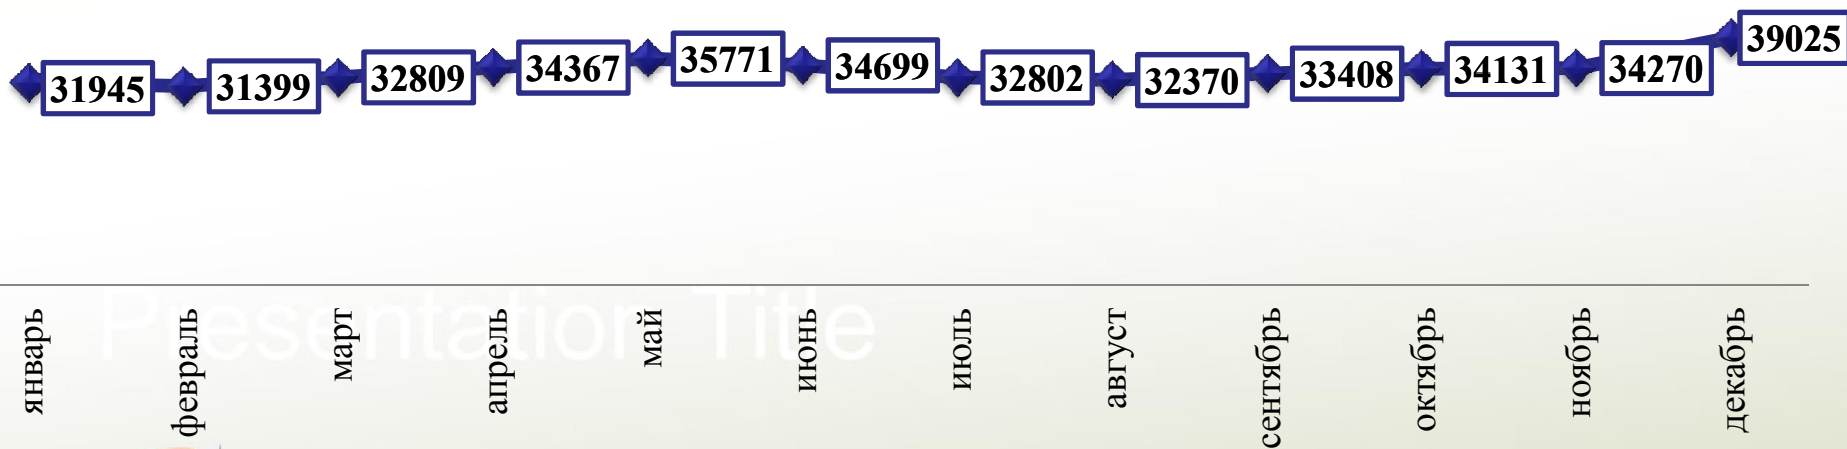 31945
31399
32809
34367
35771
34699
32802
32370
33408
34131
34270
39025
Presentation Title
январь
февраль
март
апрель
май
июнь
июль
август
сентябрь
октябрь
ноябрь
декабрь